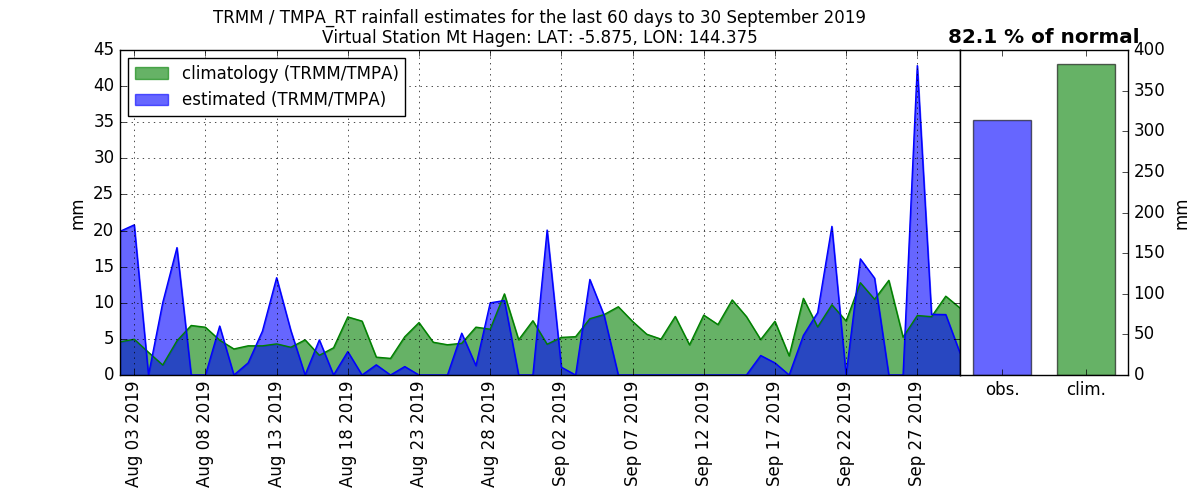 TRMM / TMPA_RT rainfall estimates for the last 60 days to 30 September 2019
Virtual Station Mt Hagen: LAT: -5.875, LON: 144.375
82.1 % of normal
climatology (TRMM/TMPA)
estimated (TRMM/TMPA)
mm
45
40
35
30
25
20
15
10
5
0
Aug 03 2019
Aug 08 2019
Aug 13 2019
Aug 18 2019
Aug 23 2019
Aug 28 2019
Sep 02 2019
Sep 07 2019
Sep 12 2019
Sep 17 2019
Sep 22 2019
Sep 27 2019
obs.
clim.
400
350
300
250
200
150
100
50
0
mm